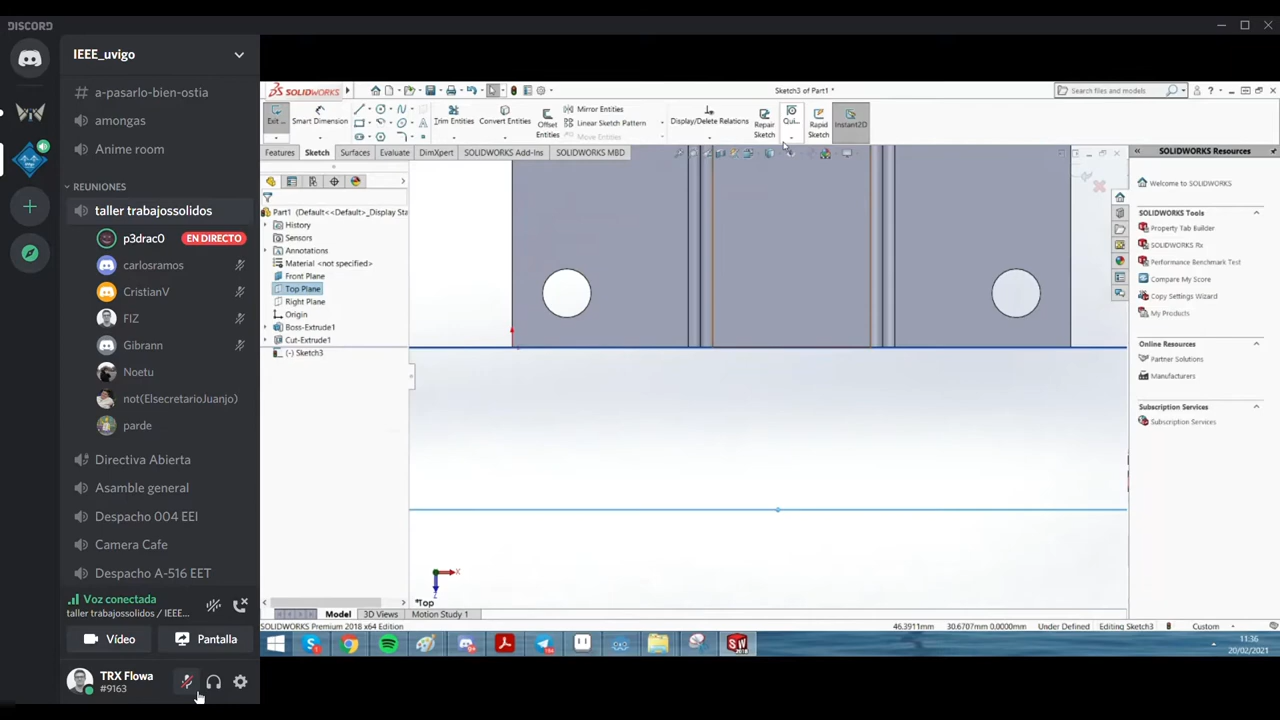 DISCORD
IEEE_uvigo
# a-pasarlo-bien-ostia
amongas
Anime room
REUNIONES
taller trabajossolidos
p3drac0 EN DIRECTO
carlosramos
CristianV
FIZ
Gibrann
Noetu
not(ElsecretarioJuanjo)
parde
Directiva Abierta
Asamble general
Despacho 004 EEI
Camera Cafe
Despacho A-516 EET
Voz conectada
taller trabajossolidos / IEEE...
Vídeo
Pantalla
TRX Flowa
#9163
SOLIDWORKS
Sketch3 of Part1 *
Search files and models
Exit ...
Smart Dimension
Trim Entities
Convert Entities
Offset Entities
Mirror Entities
Linear Sketch Pattern
Move Entities
Display/Delete Relations
Repair Sketch
Qui...
Rapid Sketch
Instant2D
Features
Sketch
Surfaces
Evaluate
DimXpert
SOLIDWORKS Add-Ins
SOLIDWORKS MBD
Part1 (Default<<Default>_Display Sta
History
Sensors
Annotations
Material <not specified>
Front Plane
Top Plane
Right Plane
Origin
Boss-Extrude1
Cut-Extrude1
(-) Sketch3
X
Z
*Top
SOLIDWORKS Resources
Welcome to SOLIDWORKS
SOLIDWORKS Tools
Property Tab Builder
SOLIDWORKS Rx
Performance Benchmark Test
Compare My Score
Copy Settings Wizard
My Products
Online Resources
Partner Solutions
Manufacturers
Subscription Services
Subscription Services
Model
3D Views
Motion Study 1
SOLIDWORKS Premium 2018 x64 Edition
46.3911mm
30.6707mm
0.0000mm
Under Defined
Editing Sketch3
Custom
11:36
20/02/2021